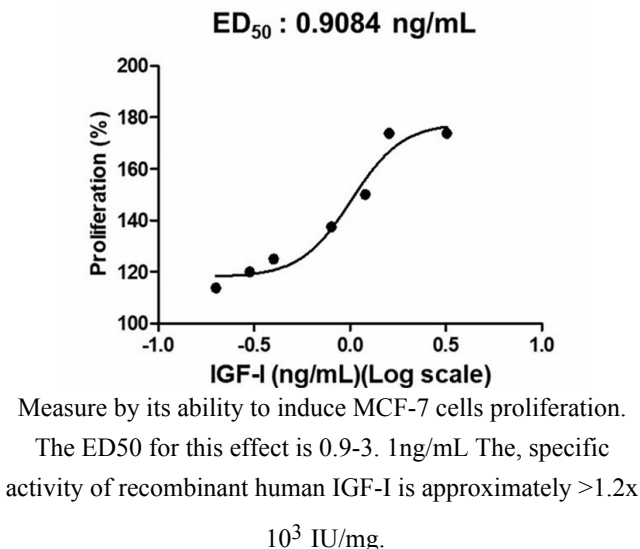 ED50 : 0.9084 ng/mL
200
180
160
140
120
100
Proliferation (%)
-1.0 -0.5 0.0 0.5 1.0
IGF-I (ng/mL)(Log scale)
Measure by its ability to induce MCF-7 cells proliferation.
The ED50 for this effect is 0.9-3. 1ng/mL The, specific
activity of recombinant human IGF-I is approximately >1.2x
10³ IU/mg.